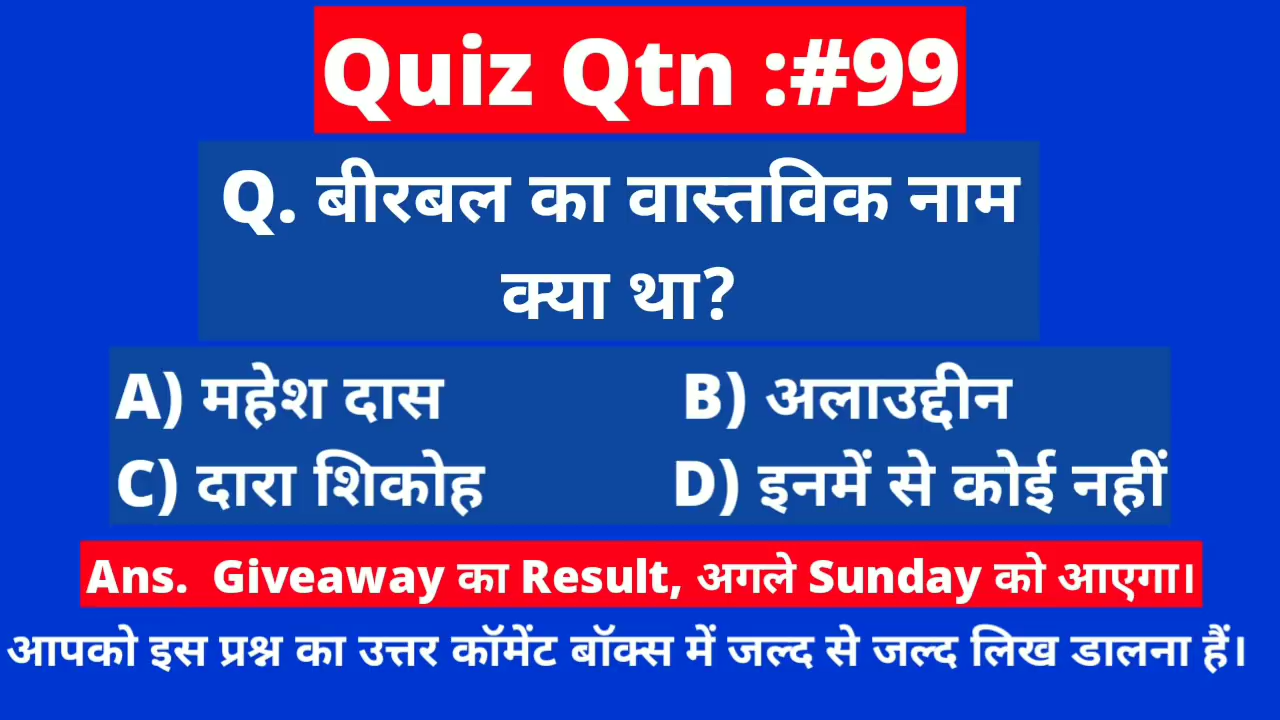 Quiz Qtn :#99
Q. बीरबल का वास्तविक नाम
क्या था?
A) महेश दास B) अलाउद्दीन
C) दारा शिकोह D) इनमें से कोई नहीं
Ans. Giveaway का Result, अगले Sunday को आएगा।
आपको इस प्रश्न का उत्तर कॉमेंट बॉक्स में जल्द से जल्द लिख डालना हैं।